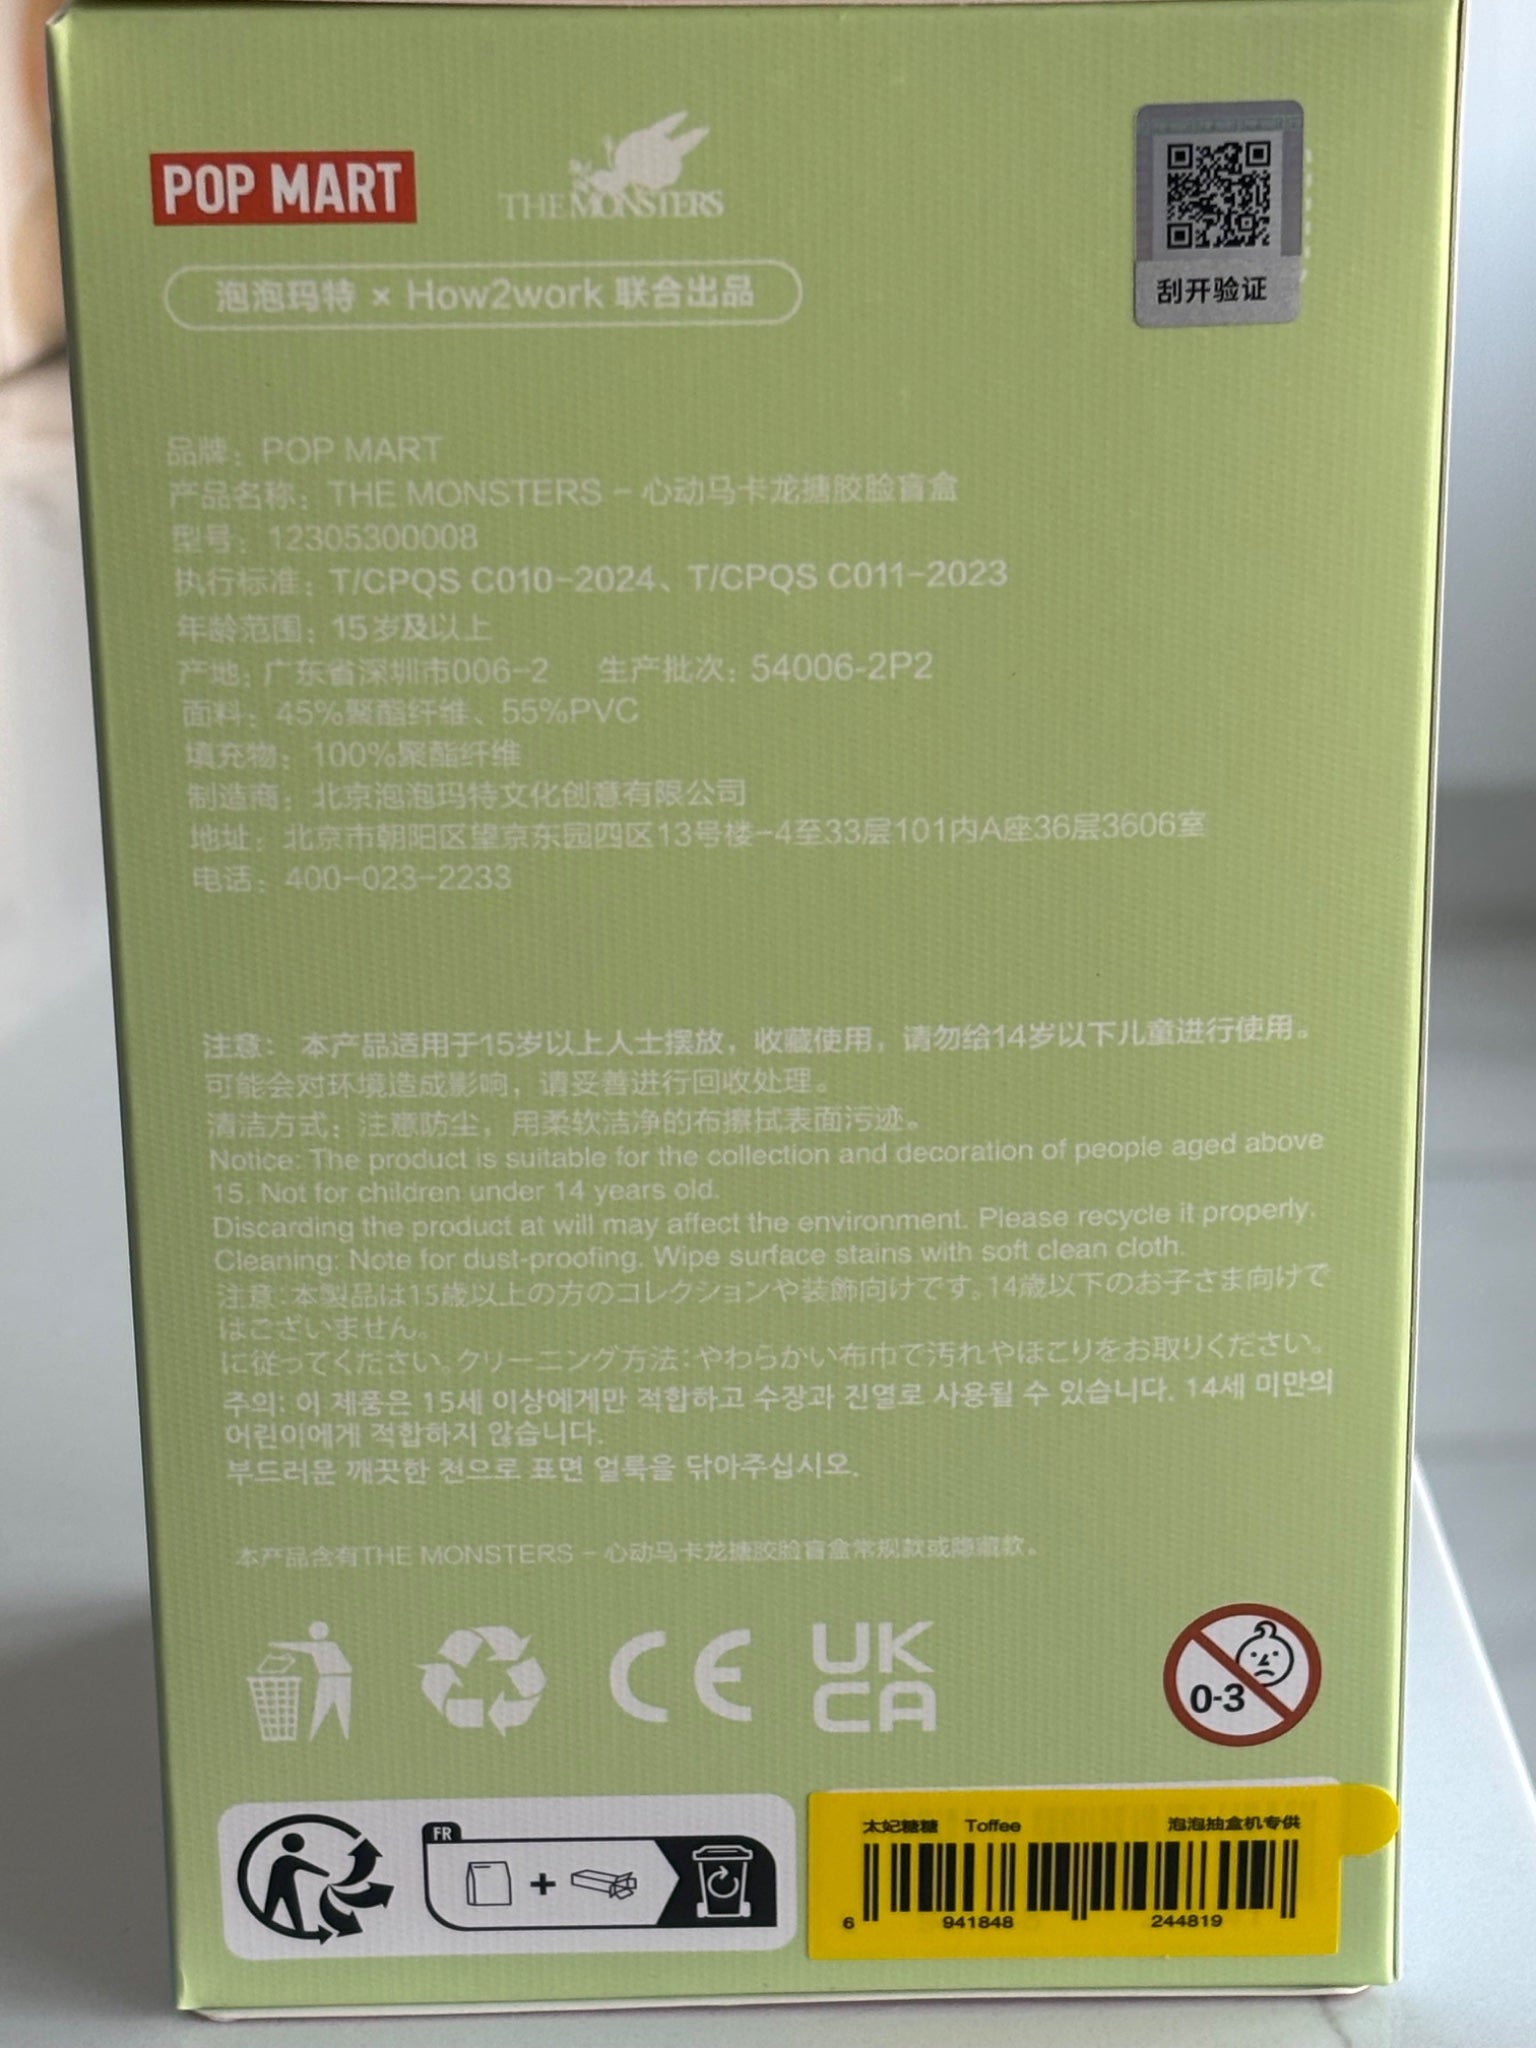 POP MART
THE MONSTERS
泡泡玛特 × How2work 联合出品
刮开验证
品牌：POP MART
产品名称：THE MONSTERS - 心动马卡龙搪胶脸盲盒
型号：12305300008
执行标准：T/CPQS C010-2024、T/CPQS C011-2023
年龄范围：15岁及以上
产地：广东省深圳市006-2 生产批次：54006-2P2
面料：45%聚酯纤维、55%PVC
填充物：100%聚酯纤维
制造商：北京泡泡玛特文化创意有限公司
地址：北京市朝阳区望京东园四区13号楼-4至33层101内A座36层3606室
电话：400-023-2233
注意：本产品适用于15岁以上人士摆放，收藏使用，请勿给14岁以下儿童进行使用。
可能会对环境造成影响，请妥善进行回收处理。
清洁方式：注意防尘，用柔软洁净的布擦拭表面污迹。
Notice: The product is suitable for the collection and decoration of people aged above
15. Not for children under 14 years old.
Discarding the product at will may affect the environment. Please recycle it properly.
Cleaning: Note for dust-proofing. Wipe surface stains with soft clean cloth.
注意：本製品は15歳以上の方のコレクションや装飾向けです。14歳以下のお子さま向けで
はございません。
に従ってください。クリーニング方法：やわらかい布巾で汚れやほこりをお取りください。
주의: 이 제품은 15세 이상에게만 적합하고 수장과 진열로 사용될 수 있습니다. 14세 미만의
어린이에게 적합하지 않습니다.
부드러운 깨끗한 천으로 표면 얼룩을 닦아주십시오.
本产品含有THE MONSTERS - 心动马卡龙搪胶脸盲盒常规款或隐藏款。
CE
UK
CA
0-3
FR
+
太妃糖糖 Toffee 泡泡抽盒机专供
6 941848 244819